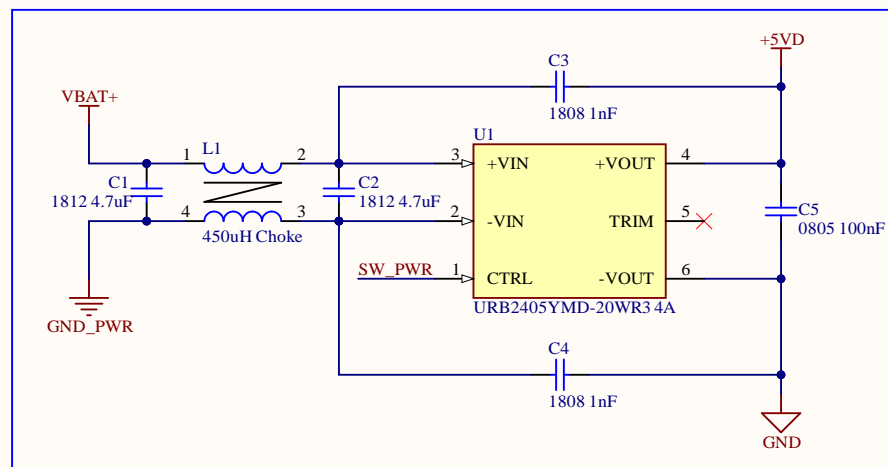 +5VD
C3
1808 1nF
VBAT+
U1
1
L1
2
3
+VIN
+VOUT
4
C1
1812 4.7uF
C2
1812 4.7uF
4
3
2
-VIN
TRIM
5
C5
0805 100nF
450uH Choke
SW_PWR
1
CTRL
-VOUT
6
GND_PWR
URB2405YMD-20WR3 4A
C4
1808 1nF
GND